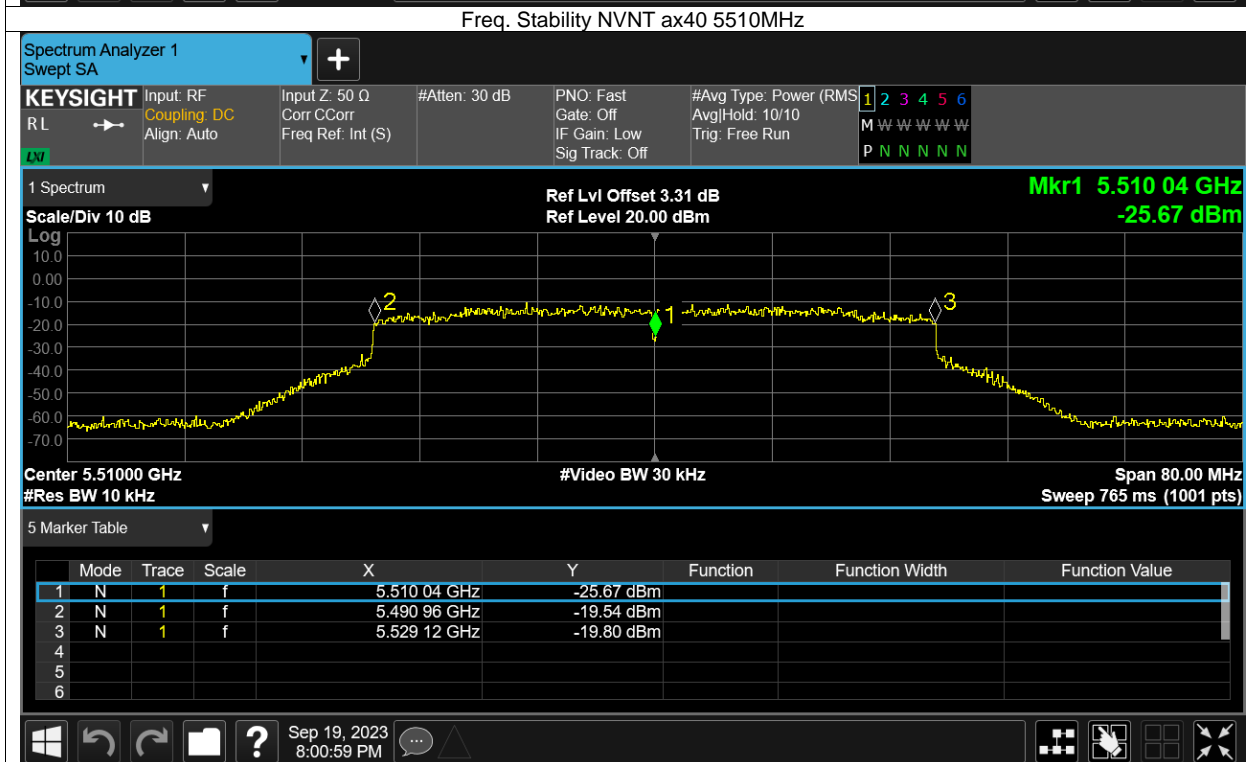 Freq. Stability NVNT ax40 5510MHz
Spectrum Analyzer 1
Swept SA
+
KEYSIGHT
R L
LXI
Input: RF
Coupling: DC
Align: Auto
Input Z: 50 Ω
Corr CCorr
Freq Ref: Int (S)
#Atten: 30 dB
PNO: Fast
Gate: Off
IF Gain: Low
Sig Track: Off
#Avg Type: Power (RMS
Avg|Hold: 10/10
Trig: Free Run
1 2 3 4 5 6
M W W W W W
P N N N N N
1 Spectrum
Scale/Div 10 dB
Ref Lvl Offset 3.31 dB
Ref Level 20.00 dBm
Mkr1 5.510 04 GHz
-25.67 dBm
Log
10.0
0.00
-10.0
-20.0
-30.0
-40.0
-50.0
-60.0
-70.0
2
1
3
Center 5.51000 GHz
#Res BW 10 kHz
#Video BW 30 kHz
Span 80.00 MHz
Sweep 765 ms (1001 pts)
5 Marker Table
Mode Trace Scale X Y Function Function Width Function Value
1 N 1 f 5.510 04 GHz -25.67 dBm
2 N 1 f 5.490 96 GHz -19.54 dBm
3 N 1 f 5.529 12 GHz -19.80 dBm
4
5
6
?
Sep 19, 2023
8:00:59 PM